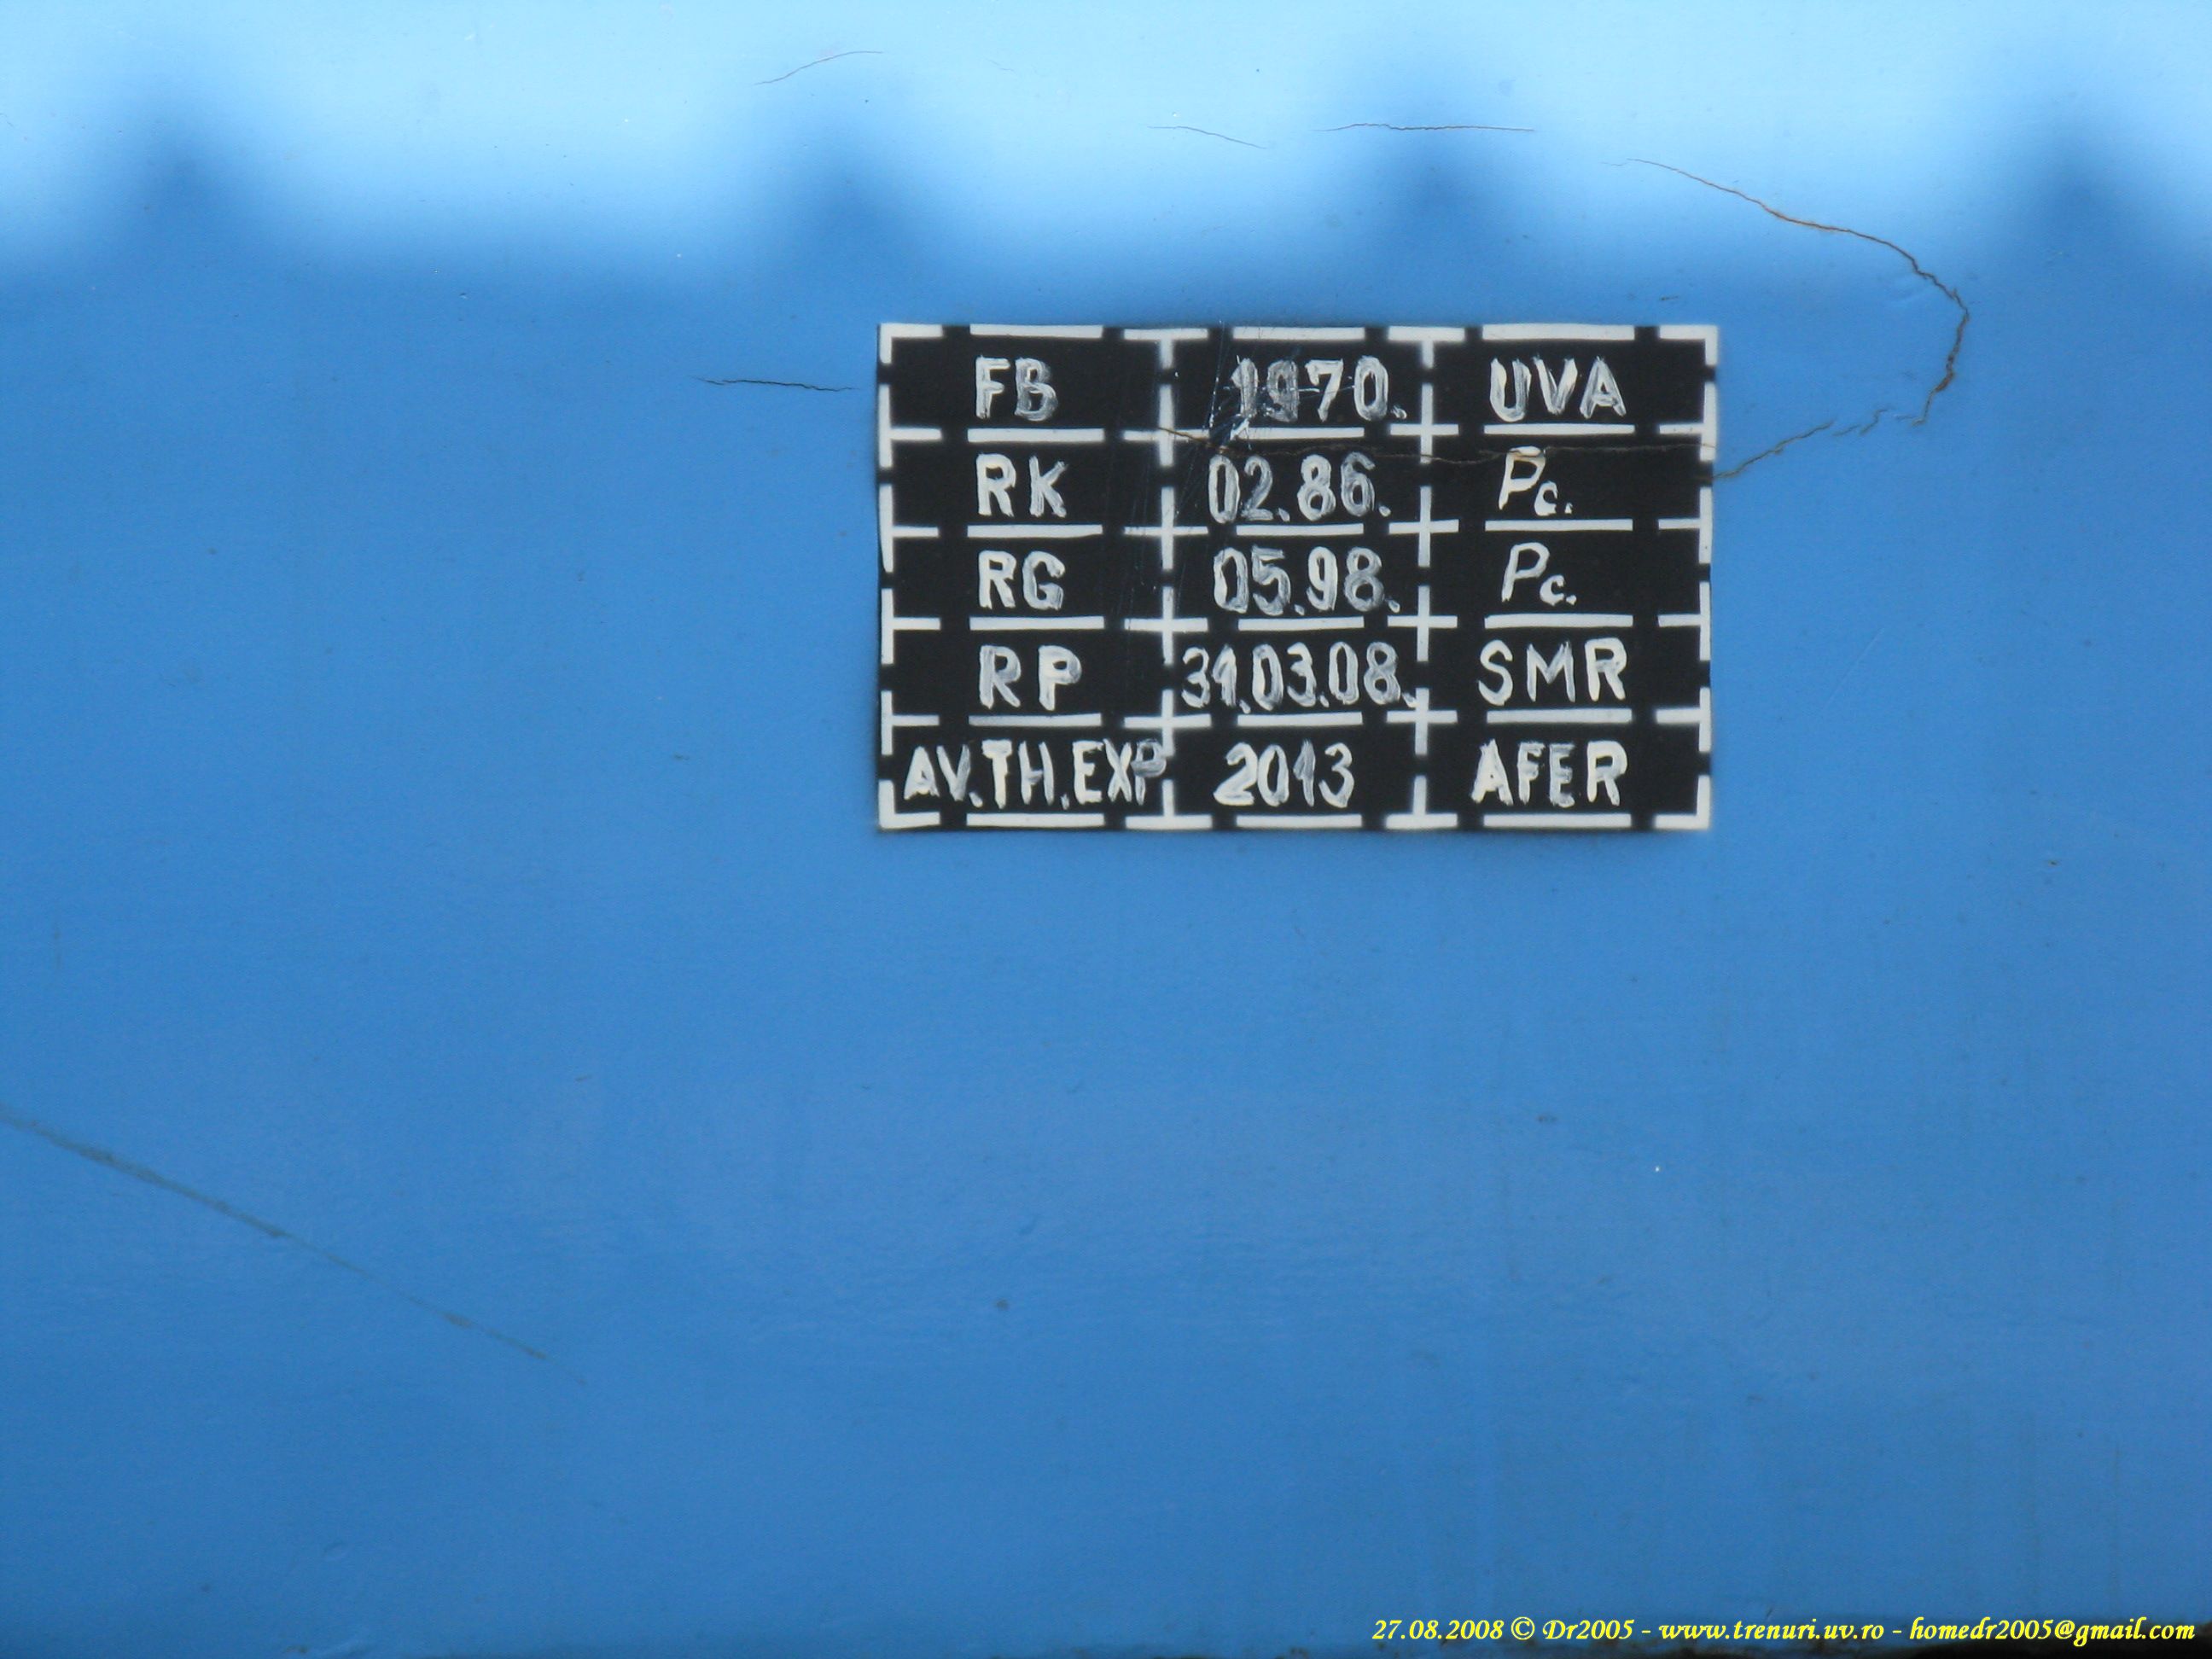 FB 1970. UVA
RK 02.86. Pc.
RG 05.98. Pc.
RP 31.03.08. SMR
AV.TH.EXP 2013 AFER
27.08.2008 © Dr2005 - www.trenuri.uv.ro - homedr2005@gmail.com